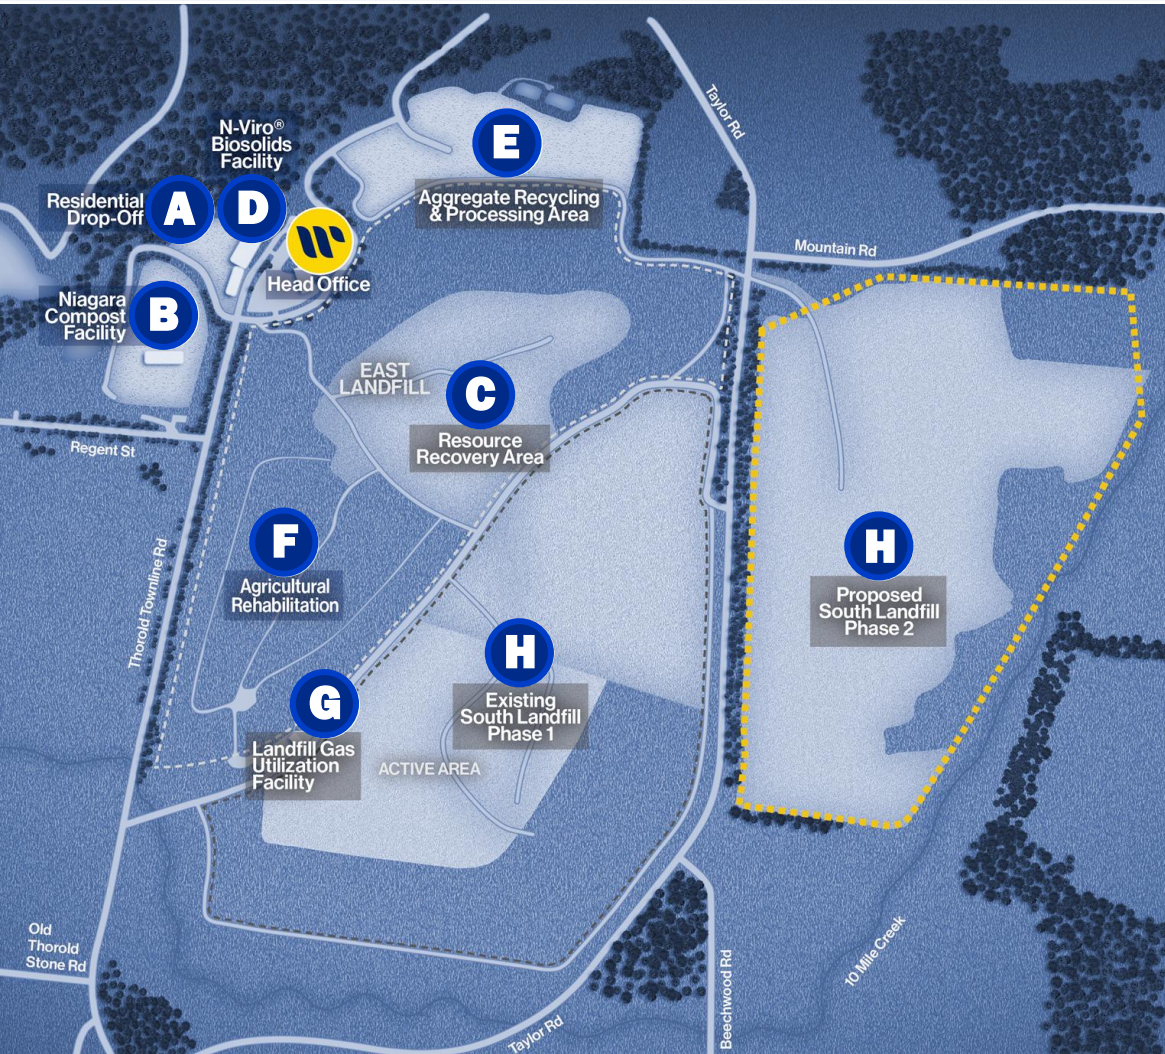 Taylor Rd
E
Aggregate Recycling
& Processing Area
N-Viro®
Biosolids
Facility
Residential
Drop-Off
A
D
W
Head Office
Mountain Rd
Niagara
Compost
Facility
B
EAST
LANDFILL
C
Resource
Recovery Area
Regent St
F
Agricultural
Rehabilitation
H
Proposed
South Landfill
Phase 2
Thorold Townline Rd
H
Existing
South Landfill
Phase 1
G
Landfill Gas
Utilization
Facility
ACTIVE AREA
Old
Thorold
Stone Rd
10 Mile Creek
Beechwood Rd
Taylor Rd